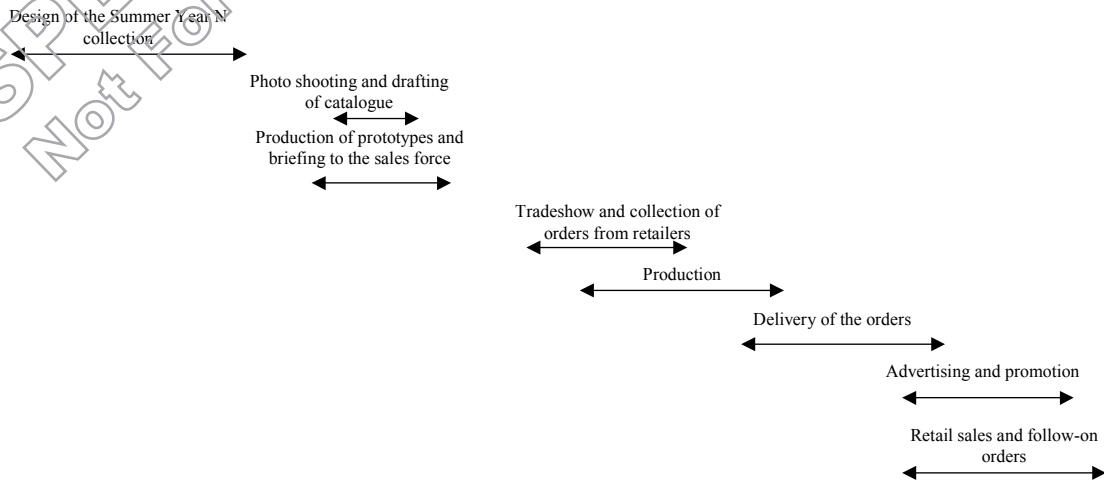 Design of the Summer Year N
collection
Photo shooting and drafting
of catalogue
Production of prototypes and
briefing to the sales force
Tradeshow and collection of
orders from retailers
Production
Delivery of the orders
Advertising and promotion
Retail sales and follow-on
orders
Not For